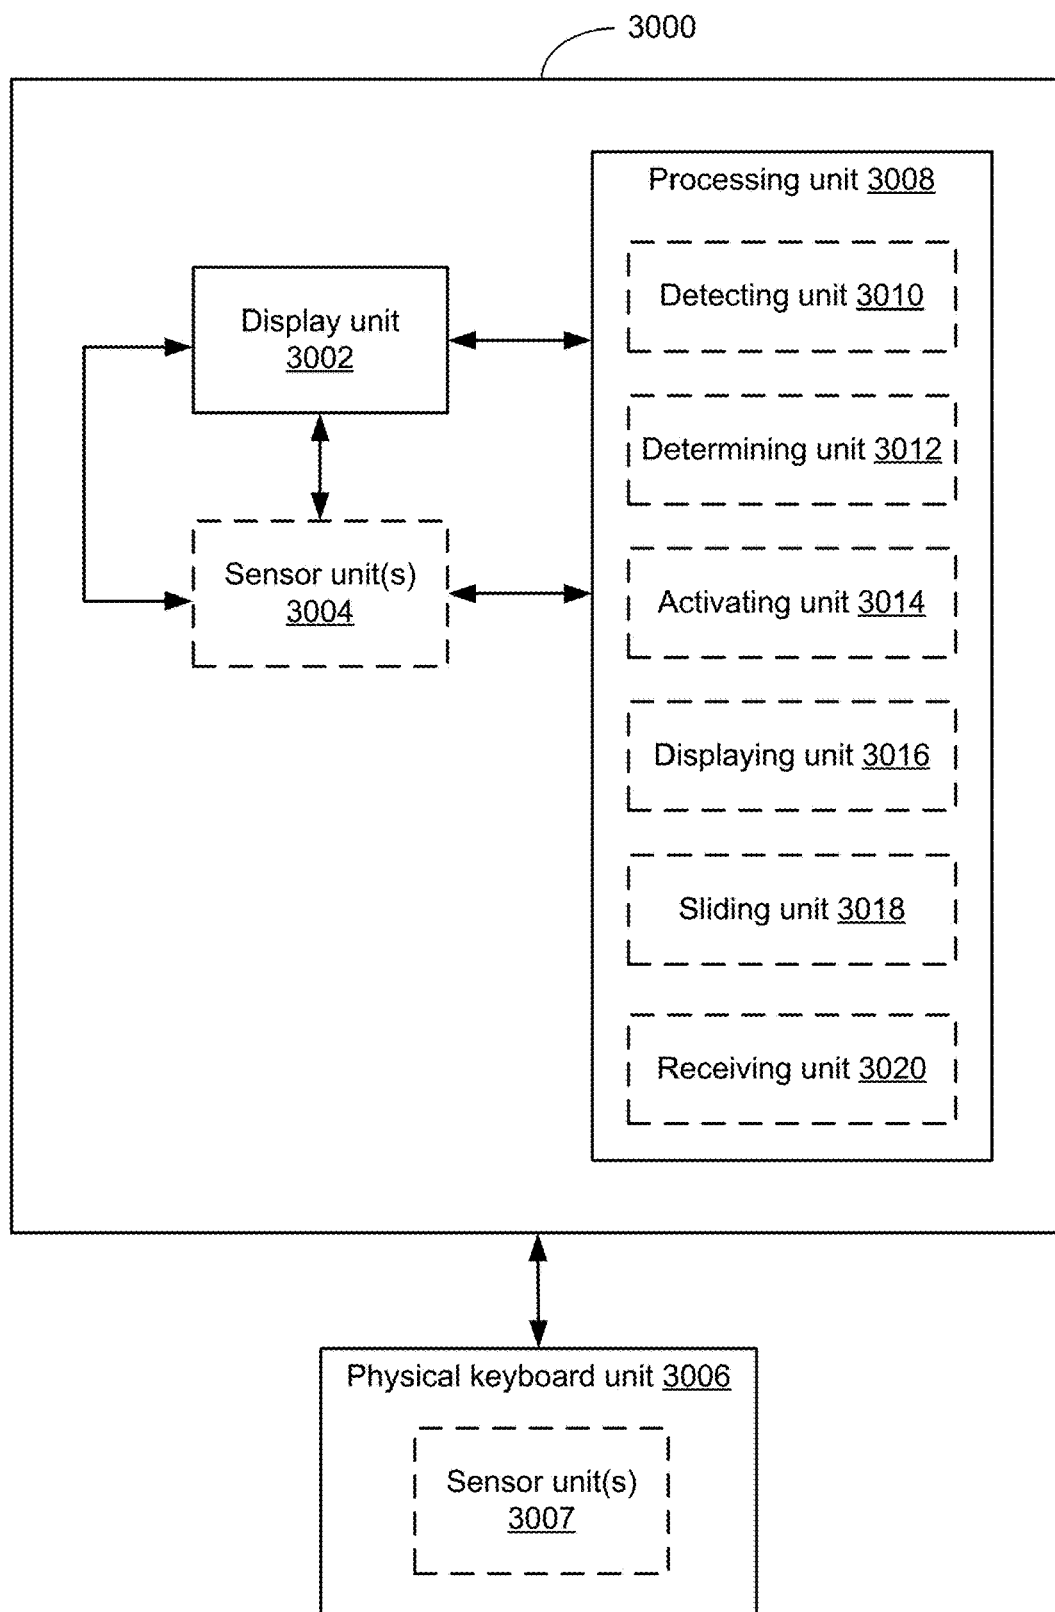 3000
Processing unit 3008
Detecting unit 3010
Display unit
3002
Determining unit 3012
Sensor unit(s)
3004
Activating unit 3014
Displaying unit 3016
Sliding unit 3018
Receiving unit 3020
Physical keyboard unit 3006
Sensor unit(s)
3007